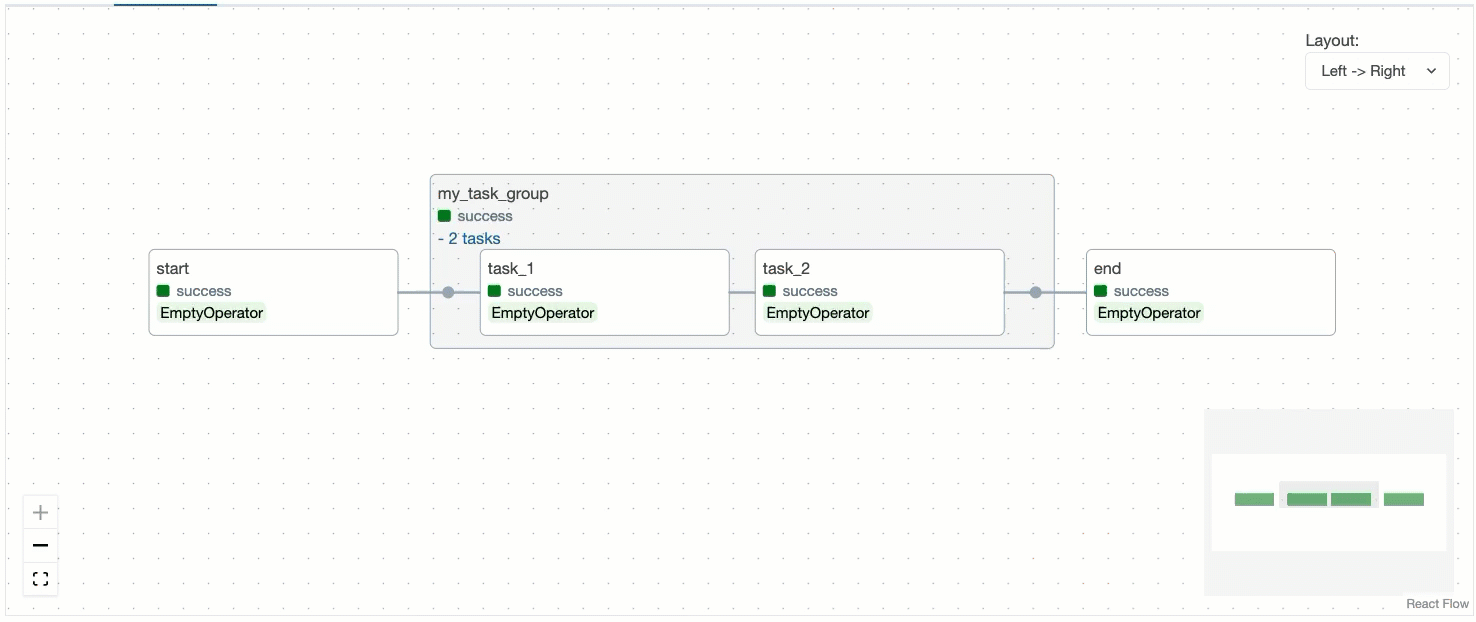 Layout:
Left -> Right
my_task_group
success
- 2 tasks
start
success
EmptyOperator
task_1
success
EmptyOperator
task_2
success
EmptyOperator
end
success
EmptyOperator
React Flow